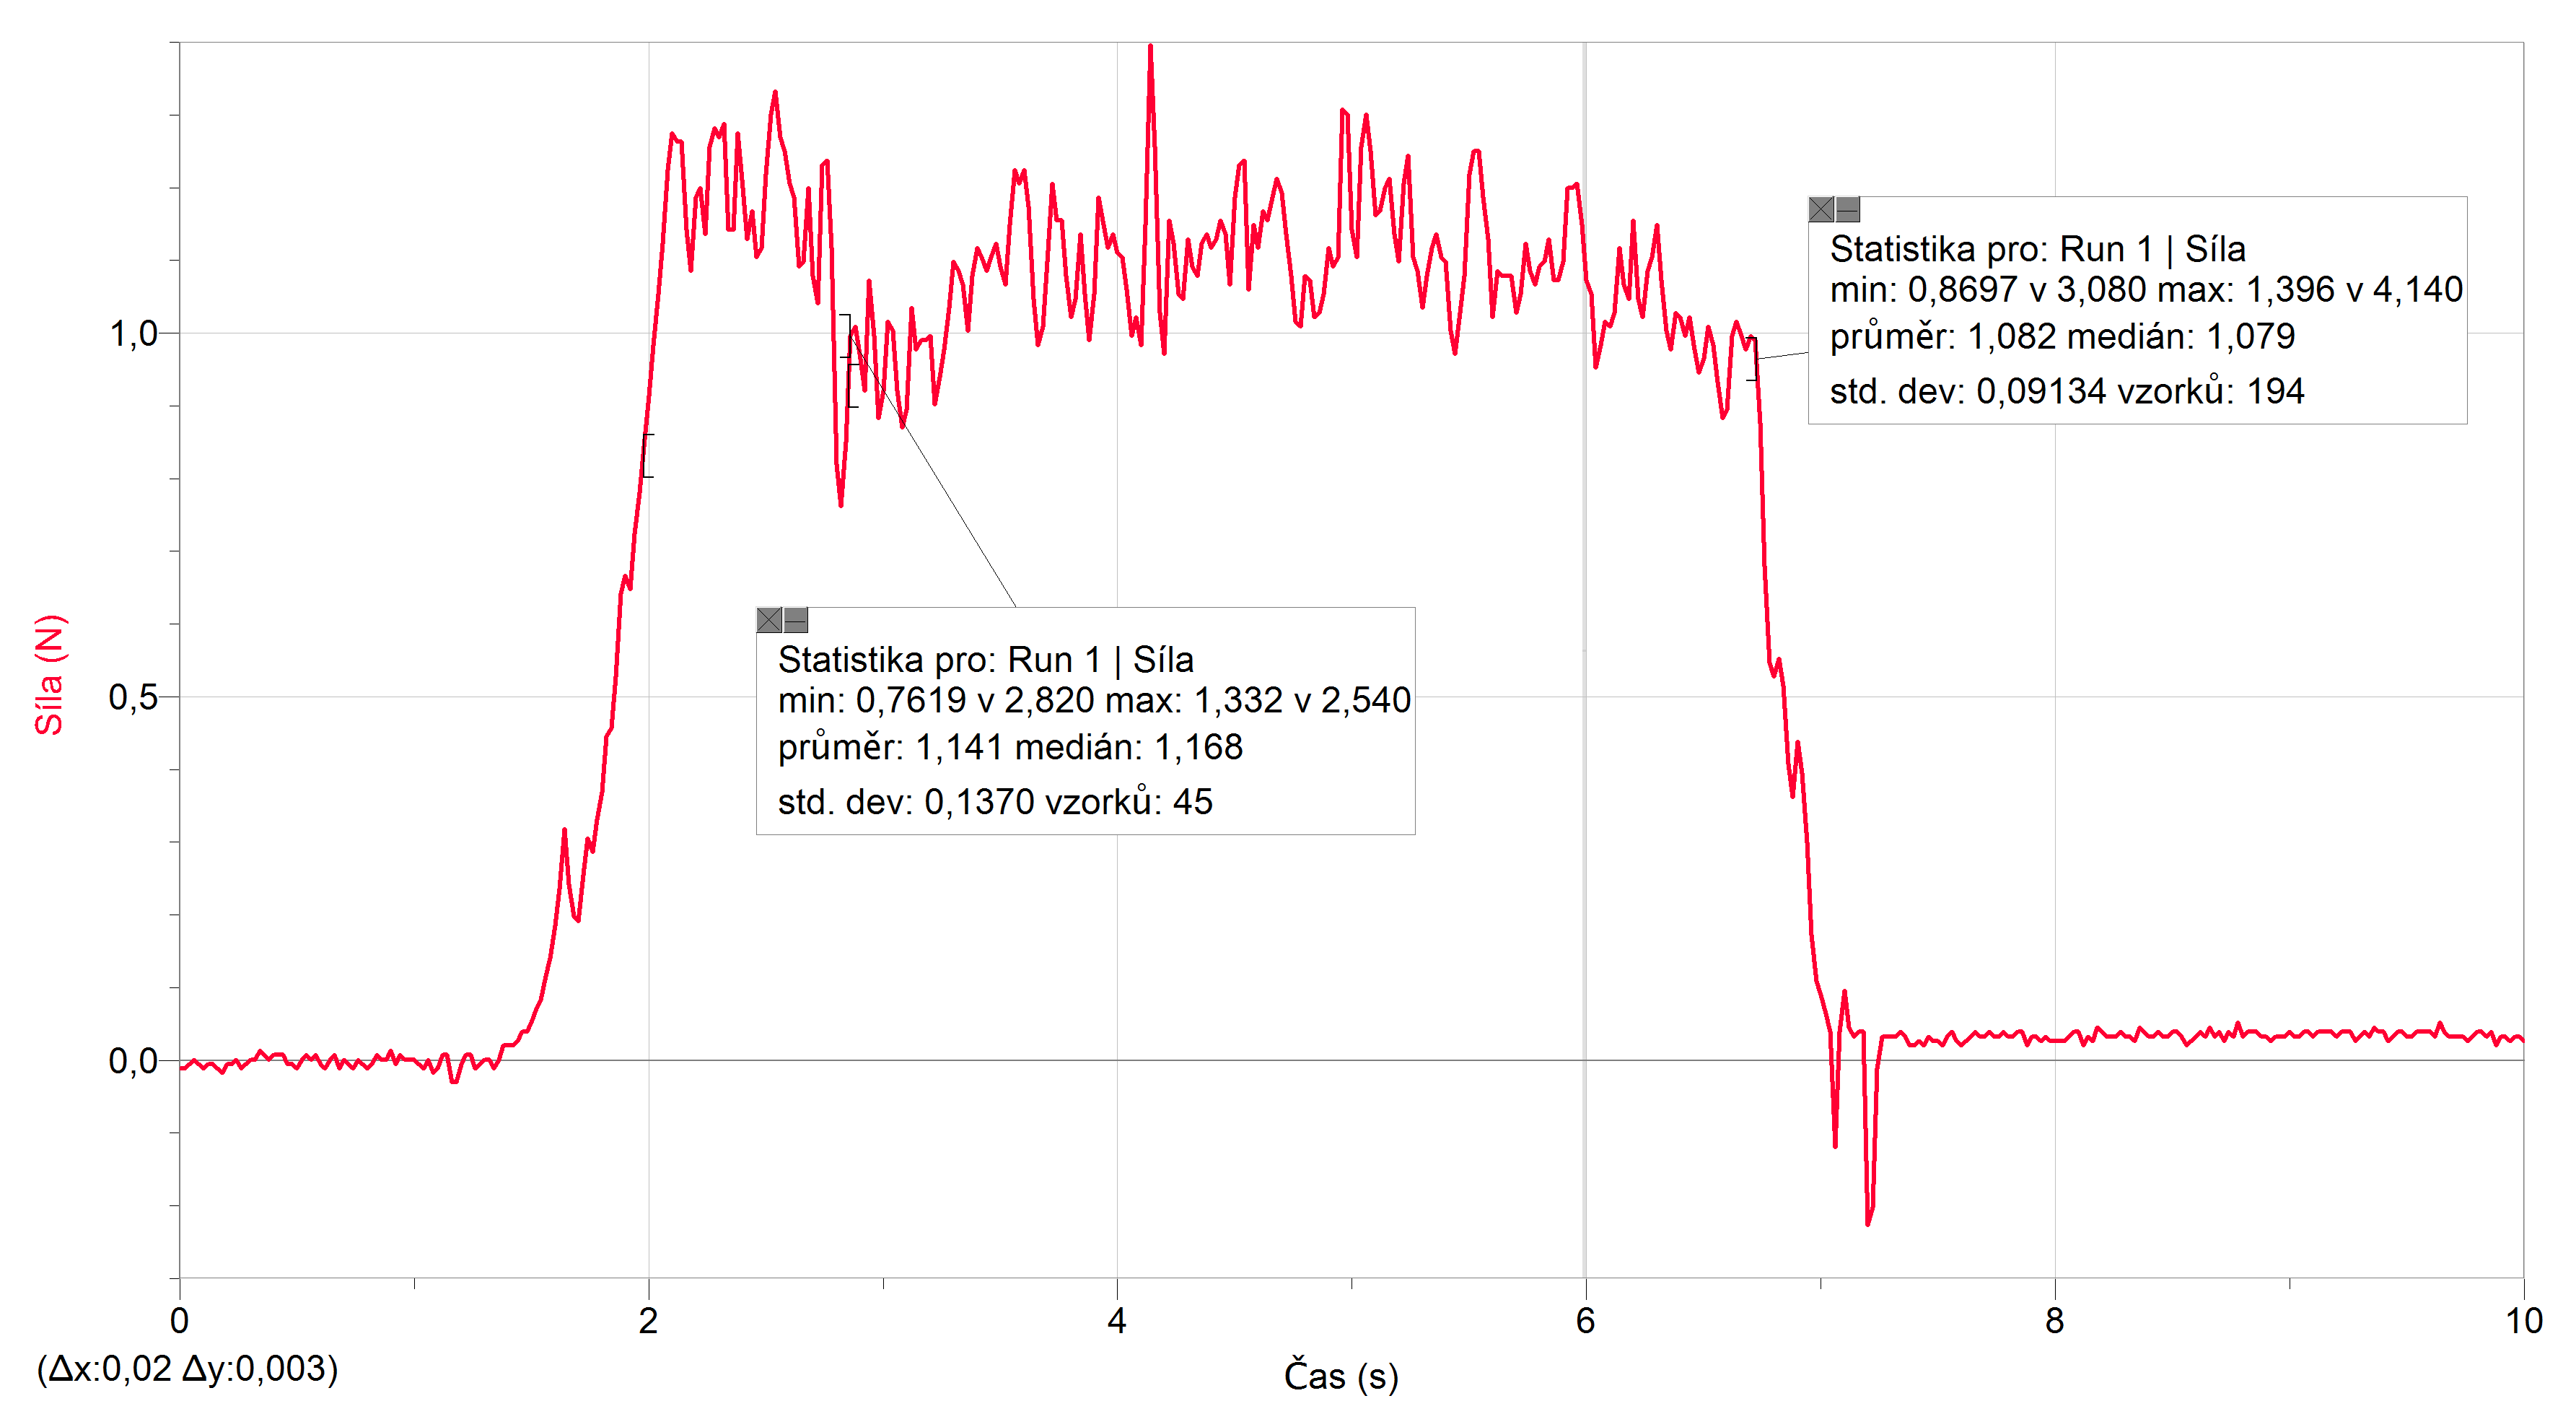 Statistika pro: Run 1 | Síla
min: 0,8697 v 3,080 max: 1,396 v 4,140
průměr: 1,082 medián: 1,079
std. dev: 0,09134 vzorků: 194
1,0
Statistika pro: Run 1 | Síla
min: 0,7619 v 2,820 max: 1,332 v 2,540
průměr: 1,141 medián: 1,168
std. dev: 0,1370 vzorků: 45
Síla (N)
0,5
0,0
0 2 4 6 8 10
(Δx:0,02 Δy:0,003)
Čas (s)